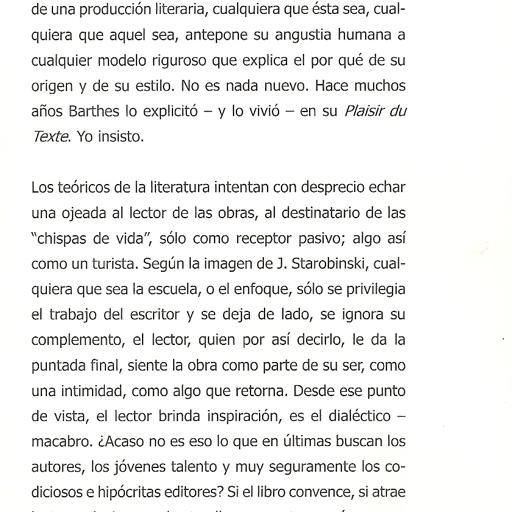 de una producción literaria, cualquiera que ésta sea, cual-
quiera que aquel sea, antepone su angustia humana a
cualquier modelo riguroso que explica el por qué de su
origen y de su estilo. No es nada nuevo. Hace muchos
años Barthes lo explicitó – y lo vivió – en su Plaisir du
Texte. Yo insisto.
Los teóricos de la literatura intentan con desprecio echar
una ojeada al lector de las obras, al destinatario de las
“chispas de vida”, sólo como receptor pasivo; algo así
como un turista. Según la imagen de J. Starobinski, cual-
quiera que sea la escuela, o el enfoque, sólo se privilegia
el trabajo del escritor y se deja de lado, se ignora su
complemento, el lector, quien por así decirlo, le da la
puntada final, siente la obra como parte de su ser, como
una intimidad, como algo que retorna. Desde ese punto
de vista, el lector brinda inspiración, es el dialéctico –
macabro. ¿Acaso no es eso lo que en últimas buscan los
autores, los jóvenes talento y muy seguramente los co-
diciosos e hipócritas editores? Si el libro convence, si atrae